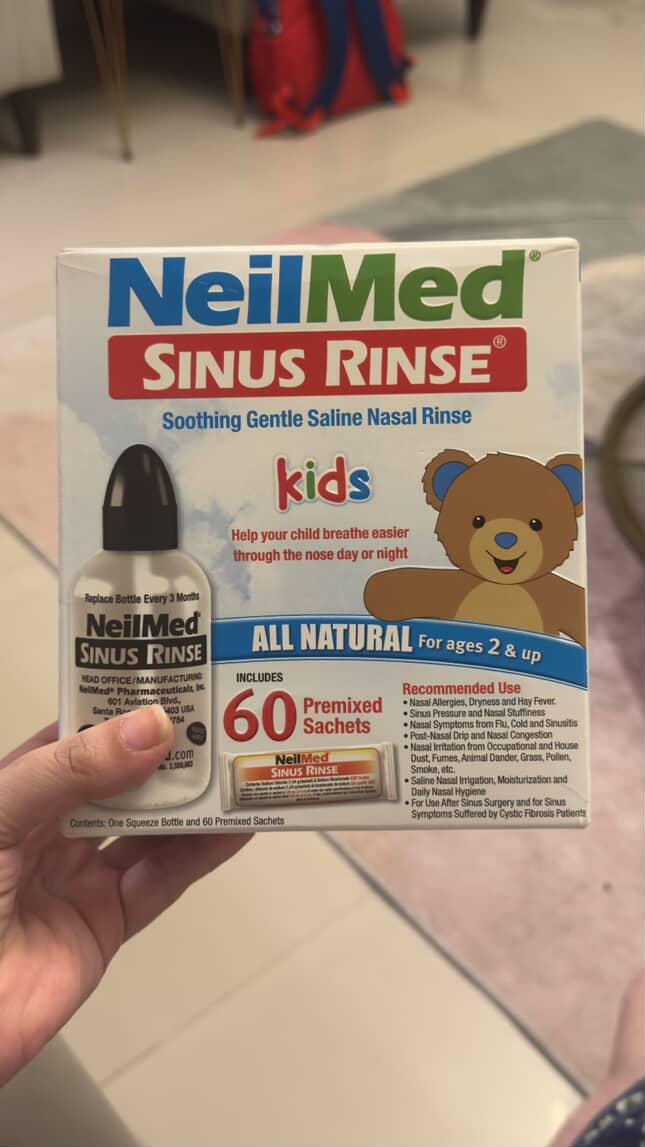 NeilMed®
SINUS RINSE®
Soothing Gentle Saline Nasal Rinse
kids
Help your child breathe easier
through the nose day or night
Replace Bottle Every 3 Months
NeilMed®
SINUS RINSE
HEAD OFFICE/MANUFACTURING
NeilMed® Pharmaceuticals, Inc.
601 Aviation Blvd.,
Santa
403 USA
.com
ALL NATURAL For ages 2 & up
INCLUDES
60 Premixed
Sachets
NeilMed
SINUS RINSE
Recommended Use
• Nasal Allergies, Dryness and Hay Fever.
• Sinus Pressure and Nasal Stuffiness
• Nasal Symptoms from Flu, Cold and Sinusitis
• Post-Nasal Drip and Nasal Congestion
• Nasal Irritation from Occupational and House
Dust, Fumes, Animal Dander, Grass, Pollen,
Smoke, etc.
• Saline Nasal Irrigation, Moisturization and
Daily Nasal Hygiene
• For Use After Sinus Surgery and for Sinus
Symptoms Suffered by Cystic Fibrosis Patients
Contents: One Squeeze Bottle and 60 Premixed Sachets